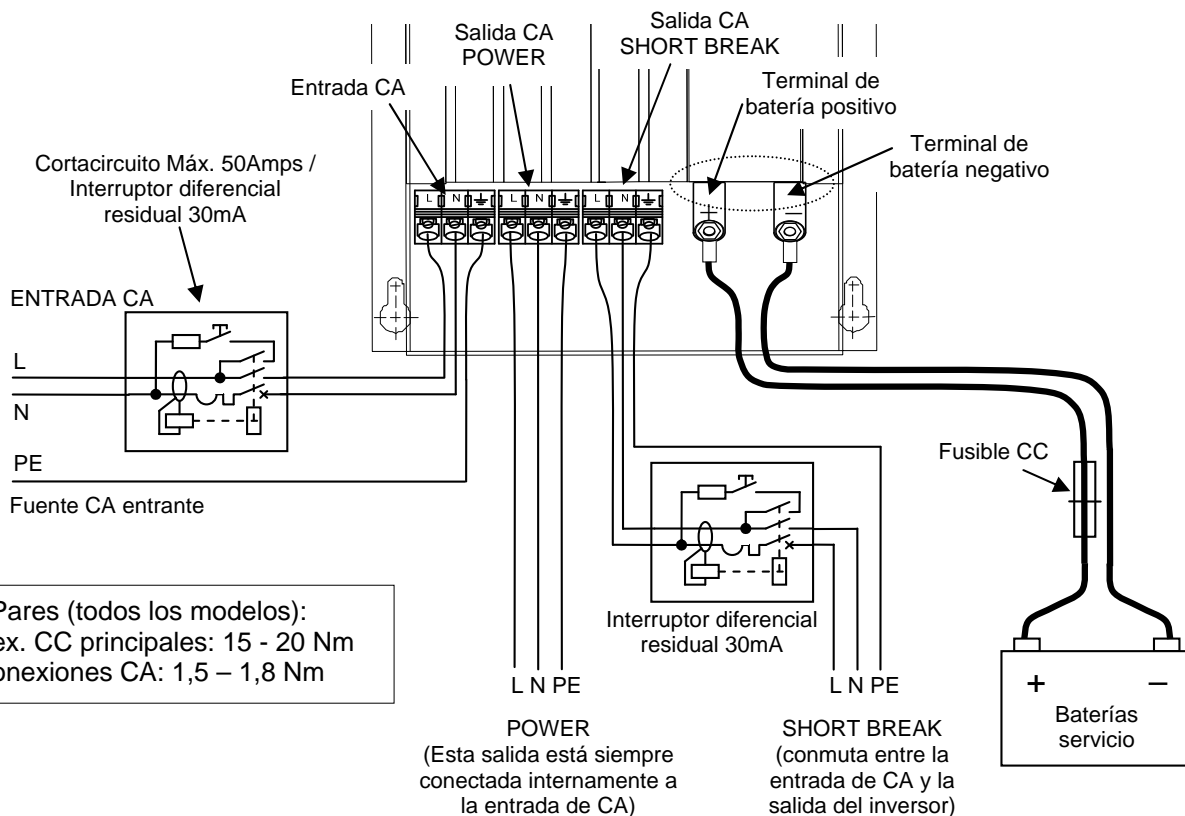 Salida CA
POWER
Salida CA
SHORT BREAK
Entrada CA
Terminal de
batería positivo
Terminal de
batería negativo
Cortacircuito Máx. 50Amps /
Interruptor diferencial
residual 30mA
L N L N L N + −
ENTRADA CA
L
N
PE
Fuente CA entrante
Fusible CC
Interruptor diferencial
residual 30mA
Pares (todos los modelos):
ex. CC principales: 15 - 20 Nm
onexiones CA: 1,5 – 1,8 Nm
L N PE
POWER
(Esta salida está siempre
conectada internamente a
la entrada de CA)
L N PE
SHORT BREAK
(conmuta entre la
entrada de CA y la
salida del inversor)
+ −
Baterías
servicio